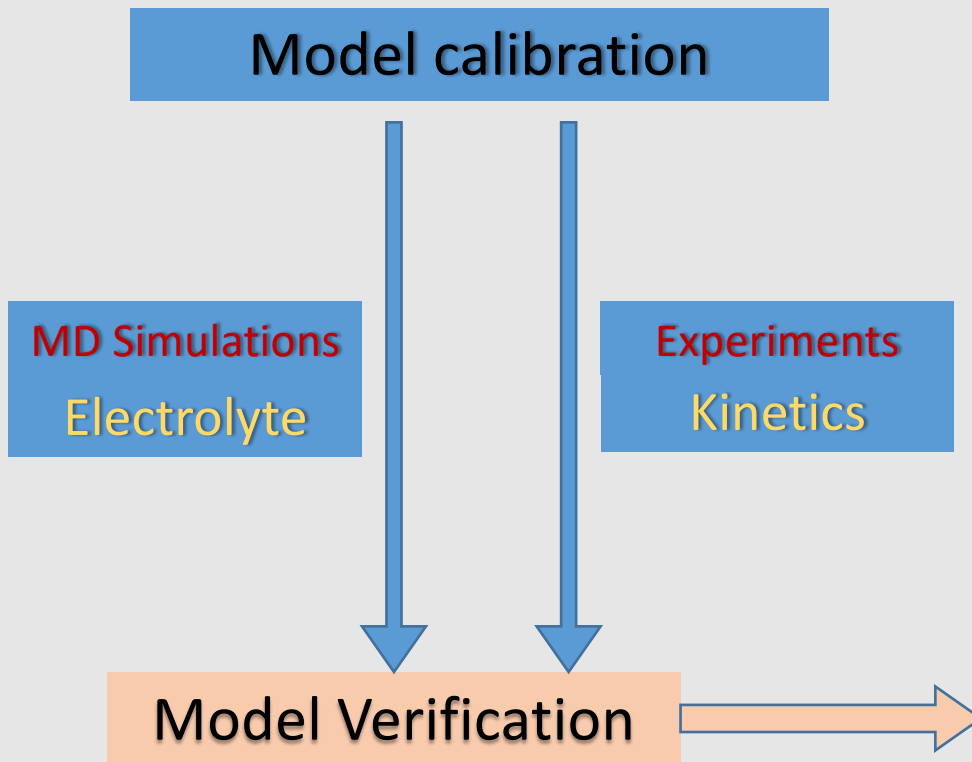 Model calibration
MD Simulations
Electrolyte
Experiments
Kinetics
Model Verification